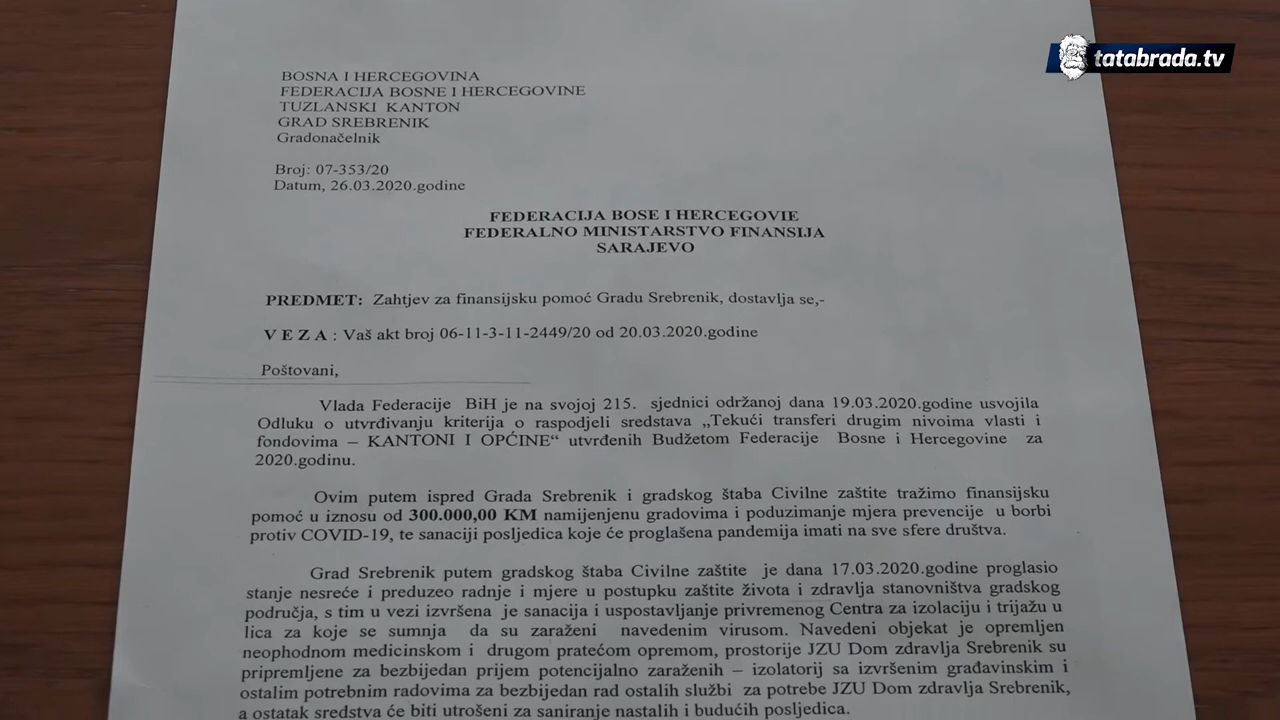 tatabrada.tv
BOSNA I HERCEGOVINA
FEDERACIJA BOSNE I HERCEGOVINE
TUZLANSKI KANTON
GRAD SREBRENIK
Gradonačelnik
Broj: 07-353/20
Datum, 26.03.2020.godine
FEDERACIJA BOSE I HERCEGOVIE
FEDERALNO MINISTARSTVO FINANSIJA
SARAJEVO
PREDMET: Zahtjev za finansijsku pomoć Gradu Srebrenik, dostavlja se,-
V E Z A : Vaš akt broj 06-11-3-11-2449/20 od 20.03.2020.godine
Poštovani,
Vlada Federacije BiH je na svojoj 215. sjednici održanoj dana 19.03.2020.godine usvojila
Odluku o utvrđivanju kriterija o raspodjeli sredstava „Tekući transferi drugim nivoima vlasti i
fondovima – KANTONI I OPĆINE“ utvrđenih Budžetom Federacije Bosne i Hercegovine za
2020.godinu.
Ovim putem ispred Grada Srebrenik i gradskog štaba Civilne zaštite tražimo finansijsku
pomoć u iznosu od 300.000,00 KM namijenjenu gradovima i poduzimanje mjera prevencije u borbi
protiv COVID-19, te sanaciji posljedica koje će proglašena pandemija imati na sve sfere društva.
Grad Srebrenik putem gradskog štaba Civilne zaštite je dana 17.03.2020.godine proglasio
stanje nesreće i preduzeo radnje i mjere u postupku zaštite života i zdravlja stanovništva gradskog
područja, s tim u vezi izvršena je sanacija i uspostavljanje privremenog Centra za izolaciju i trijažu u
lica za koje se sumnja da su zaraženi navedenim virusom. Navedeni objekat je opremljen
neophodnom medicinskom i drugom pratećom opremom, prostorije JZU Dom zdravlja Srebrenik su
pripremljene za bezbijedan prijem potencijalno zaraženih – izolatorij sa izvršenim građavinskim i
ostalim potrebnim radovima za bezbijedan rad ostalih službi za potrebe JZU Dom zdravlja Srebrenik,
a ostatak sredstva će biti utrošeni za saniranje nastalih i budućih posljedica.